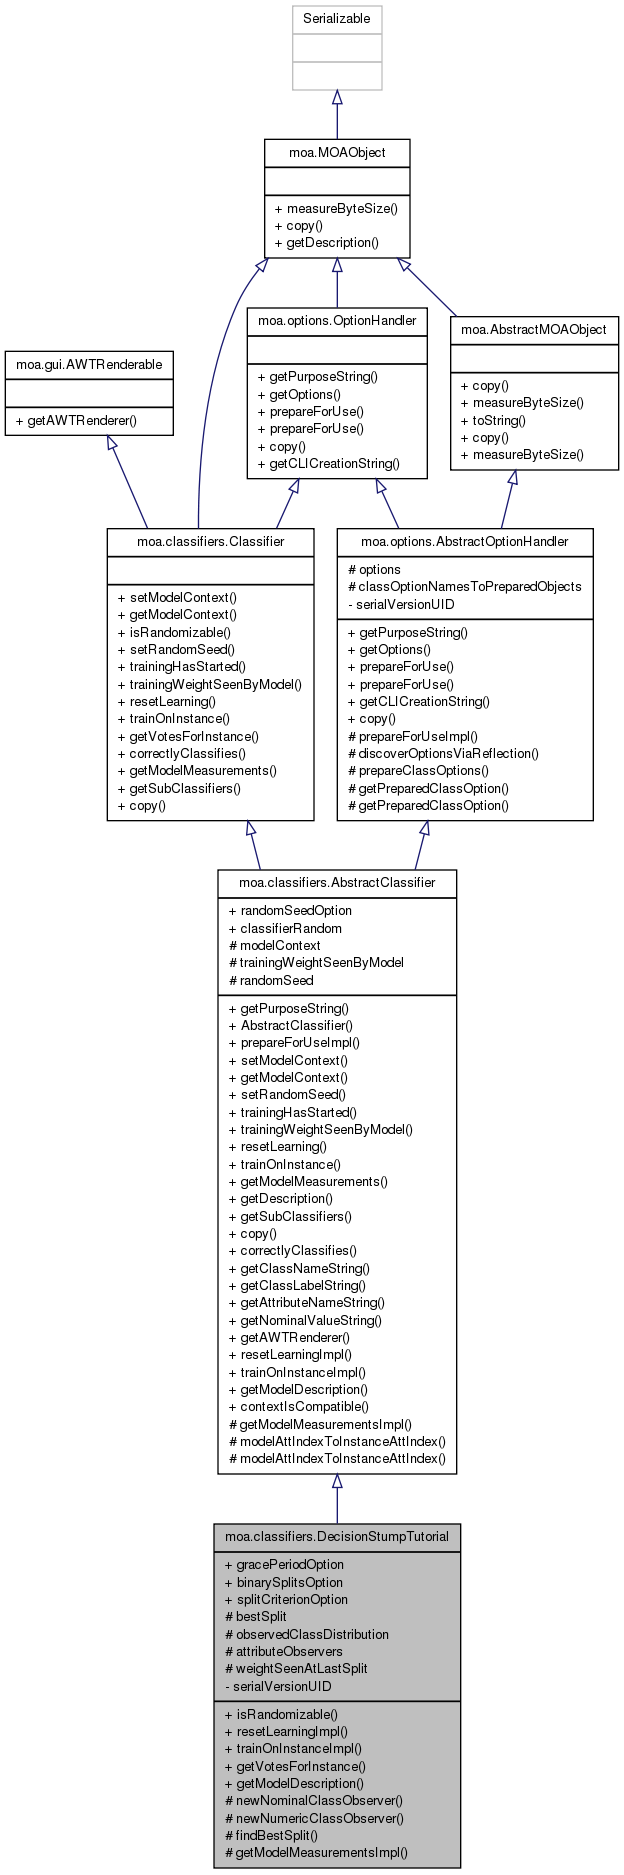 Serializable
moa.MOAObject
+ measureByteSize()
+ copy()
+ getDescription()
moa.options.OptionHandler
+ getPurposeString()
+ getOptions()
+ prepareForUse()
+ prepareForUse()
+ copy()
+ getCLICreationString()
moa.AbstractMOAObject
+ copy()
+ measureByteSize()
+ toString()
+ copy()
+ measureByteSize()
moa.gui.AWTRenderable
+ getAWTRenderer()
moa.classifiers.Classifier
+ setModelContext()
+ getModelContext()
+ isRandomizable()
+ setRandomSeed()
+ trainingHasStarted()
+ trainingWeightSeenByModel()
+ resetLearning()
+ trainOnInstance()
+ getVotesForInstance()
+ correctlyClassifies()
+ getModelMeasurements()
+ getSubClassifiers()
+ copy()
moa.options.AbstractOptionHandler
# options
# classOptionNamesToPreparedObjects
- serialVersionUID
+ getPurposeString()
+ getOptions()
+ prepareForUse()
+ prepareForUse()
+ getCLICreationString()
+ copy()
# prepareForUseImpl()
# discoverOptionsViaReflection()
# prepareClassOptions()
# getPreparedClassOption()
# getPreparedClassOption()
moa.classifiers.AbstractClassifier
+ randomSeedOption
+ classifierRandom
# modelContext
# trainingWeightSeenByModel
# randomSeed
+ getPurposeString()
+ AbstractClassifier()
+ prepareForUseImpl()
+ setModelContext()
+ getModelContext()
+ setRandomSeed()
+ trainingHasStarted()
+ trainingWeightSeenByModel()
+ resetLearning()
+ trainOnInstance()
+ getModelMeasurements()
+ getDescription()
+ getSubClassifiers()
+ copy()
+ correctlyClassifies()
+ getClassNameString()
+ getClassLabelString()
+ getAttributeNameString()
+ getNominalValueString()
+ getAWTRenderer()
+ resetLearningImpl()
+ trainOnInstanceImpl()
+ getModelDescription()
+ contextIsCompatible()
# getModelMeasurementsImpl()
# modelAttIndexToInstanceAttIndex()
# modelAttIndexToInstanceAttIndex()
moa.classifiers.DecisionStumpTutorial
+ gracePeriodOption
+ binarySplitsOption
+ splitCriterionOption
# bestSplit
# observedClassDistribution
# attributeObservers
# weightSeenAtLastSplit
- serialVersionUID
+ isRandomizable()
+ resetLearningImpl()
+ trainOnInstanceImpl()
+ getVotesForInstance()
+ getModelDescription()
# newNominalClassObserver()
# newNumericClassObserver()
# findBestSplit()
# getModelMeasurementsImpl()